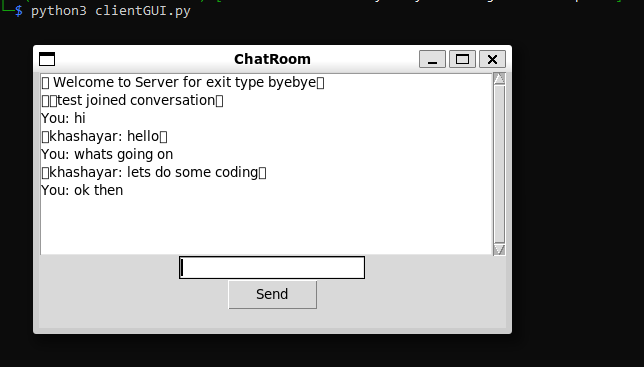 $ python3 clientGUI.py
ChatRoom
▯ Welcome to Server for exit type byebye▯
▯▯test joined conversation▯
You: hi
▯khashayar: hello▯
You: whats going on
▯khashayar: lets do some coding▯
You: ok then
Send